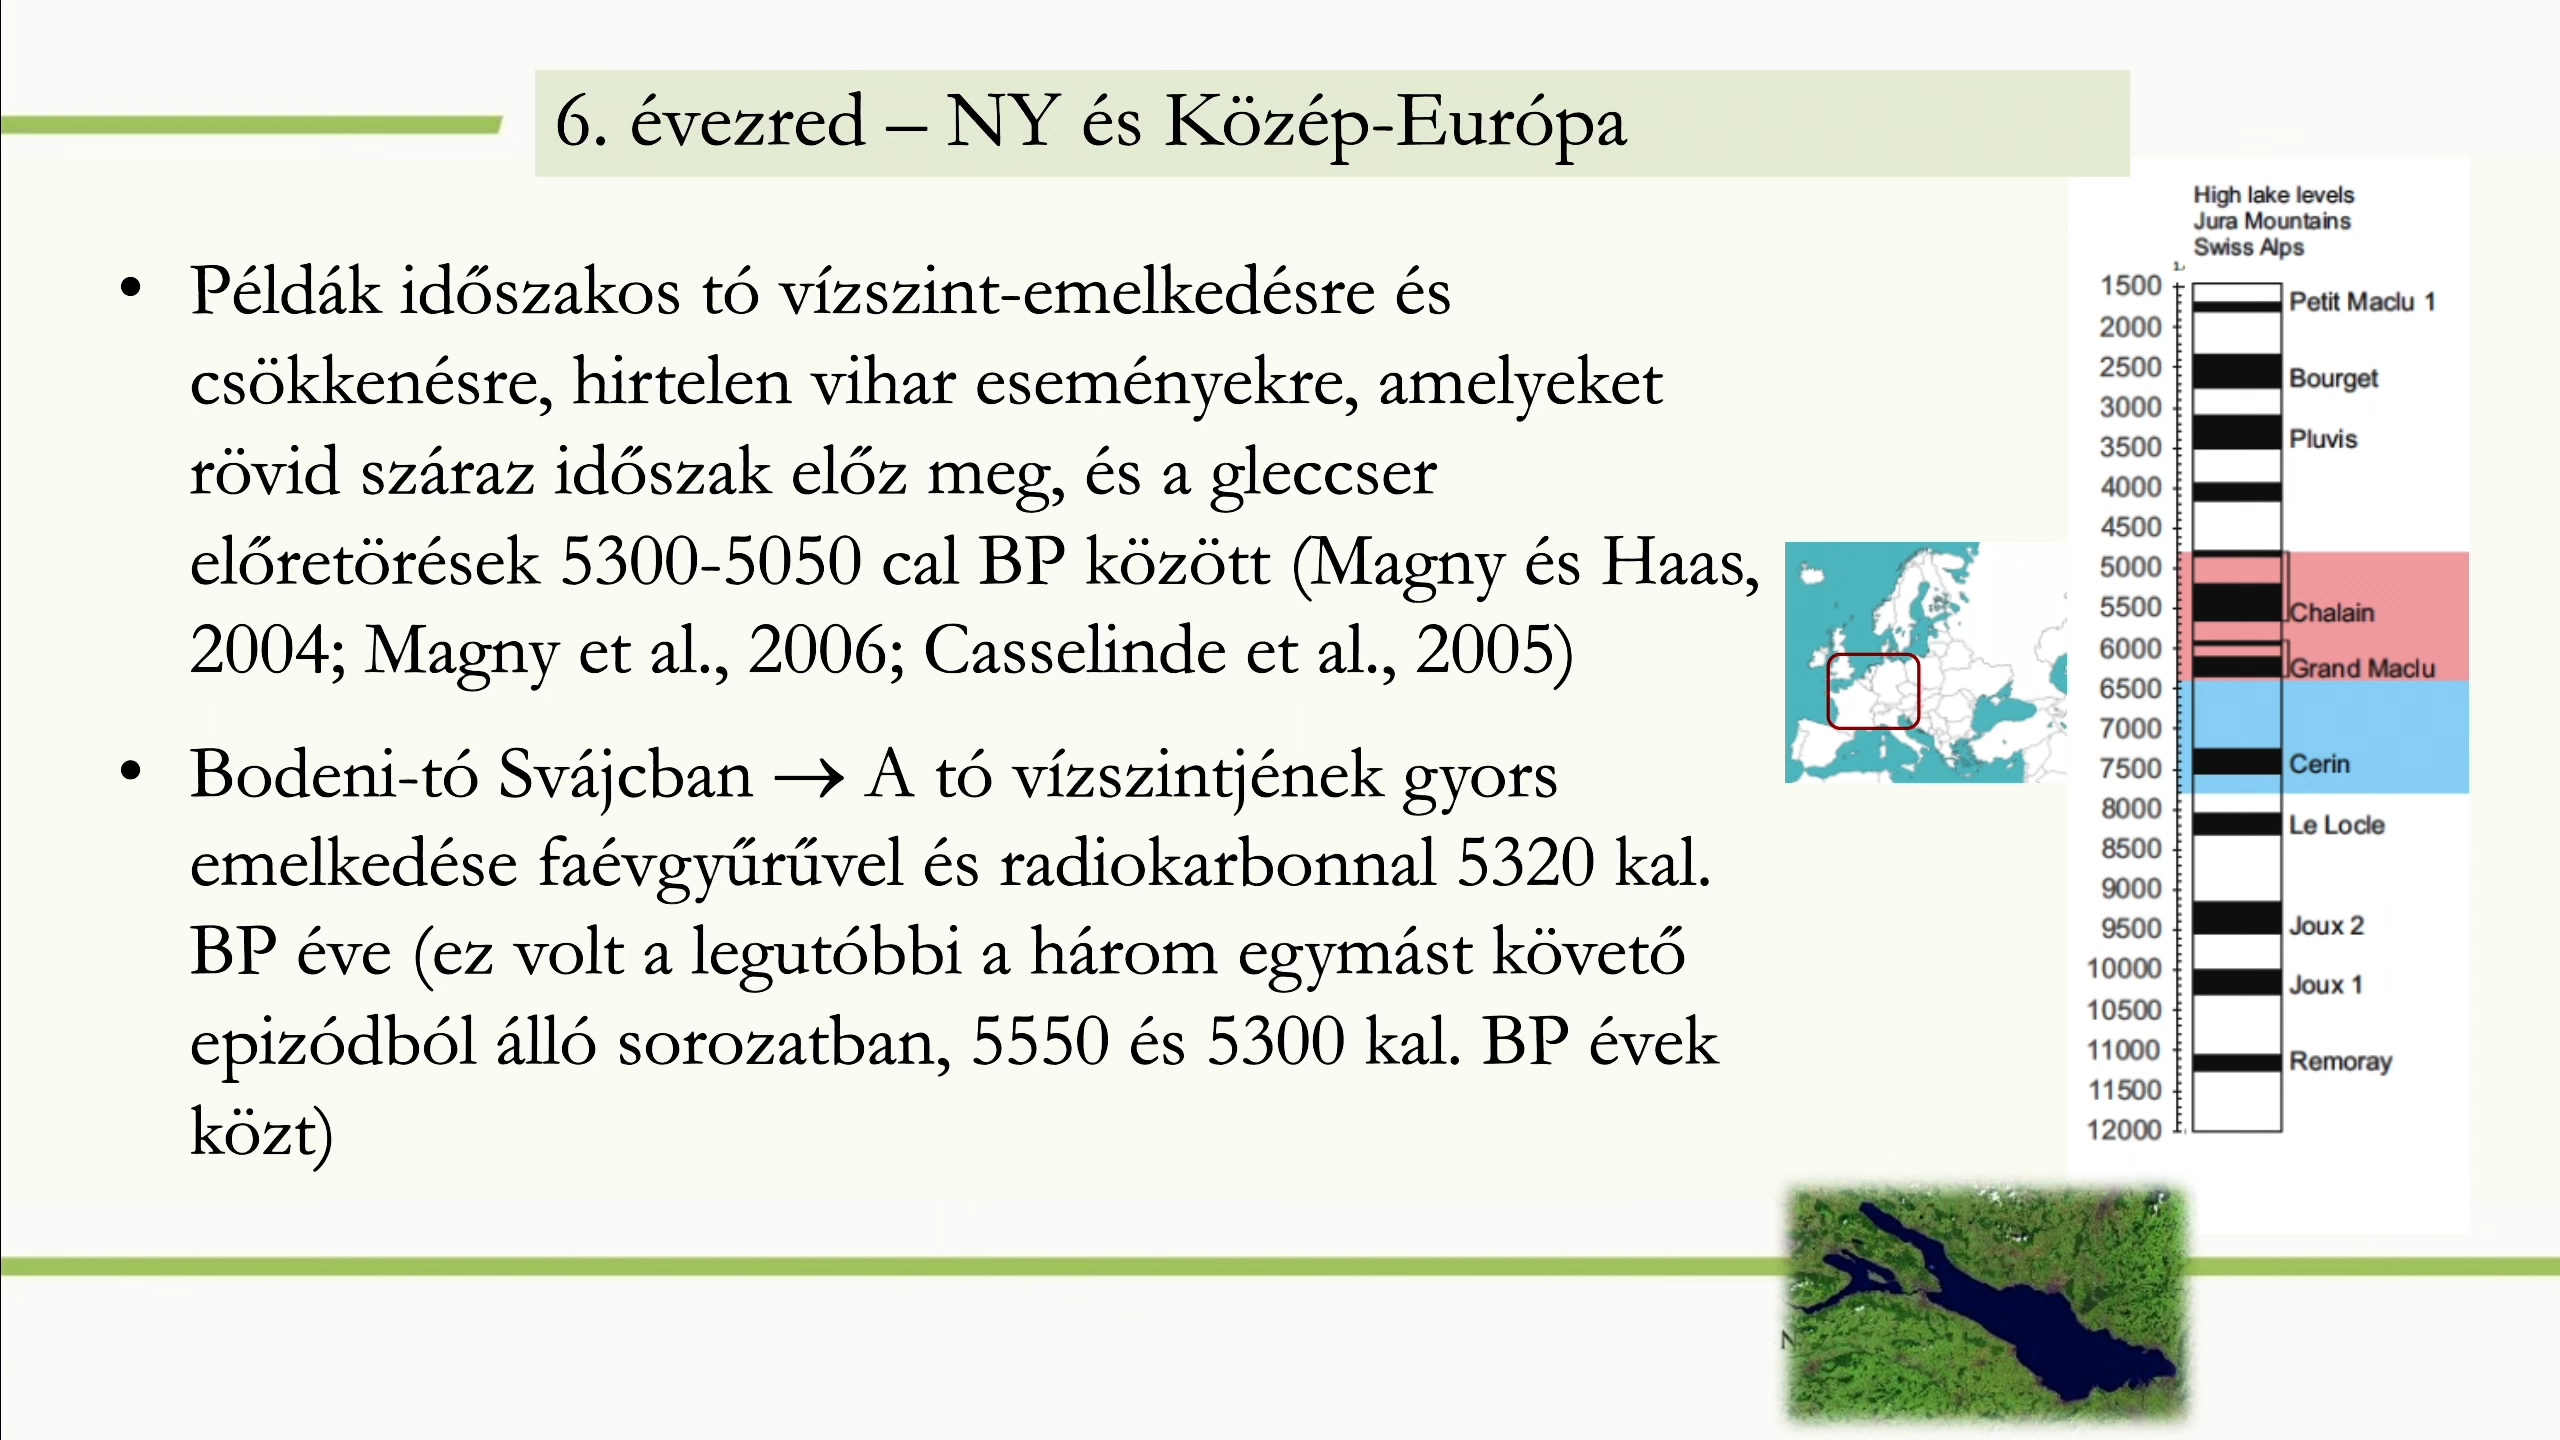 6. évezred – NY és Közép-Európa
• Példák időszakos tó vízszint-emelkedésre és
csökkenésre, hirtelen vihar eseményekre, amelyeket
rövid száraz időszak előz meg, és a gleccser
előretörések 5300-5050 cal BP között (Magny és Haas,
2004; Magny et al., 2006; Casselinde et al., 2005)
• Bodeni-tó Svájcban → A tó vízszintjének gyors
emelkedése faévgyűrűvel és radiokarbonnal 5320 kal.
BP éve (ez volt a legutóbbi a három egymást követő
epizódból álló sorozatban, 5550 és 5300 kal. BP évek
közt)
High lake levels
Jura Mountains
Swiss Alps
1500
Petit Maclu 1
2000
2500
Bourget
3000
Pluvis
3500
4000
4500
5000
5500
Chalain
6000
Grand Maclu
6500
7000
Cerin
7500
8000
Le Locle
8500
9000
9500
Joux 2
10000
Joux 1
10500
11000
Remoray
11500
12000